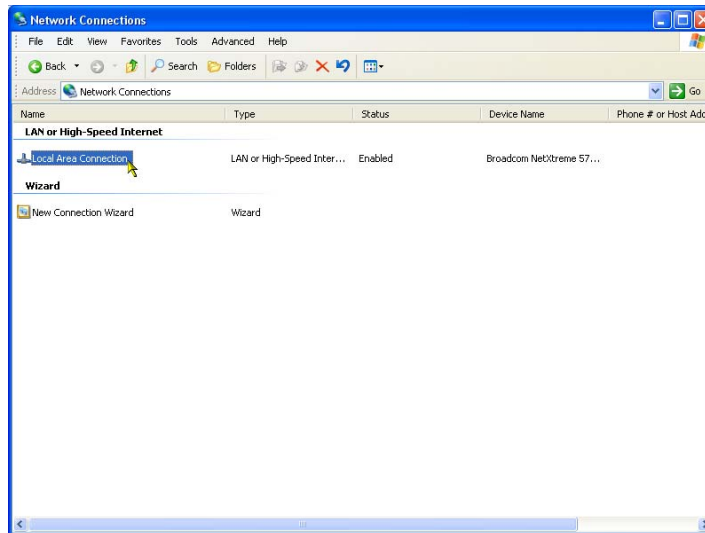 Network Connections
File Edit View Favorites Tools Advanced Help
Back Search Folders
Address Network Connections Go
Name Type Status Device Name Phone # or Host Add
LAN or High-Speed Internet
Local Area Connection LAN or High-Speed Inter... Enabled Broadcom NetXtreme 57...
Wizard
New Connection Wizard Wizard